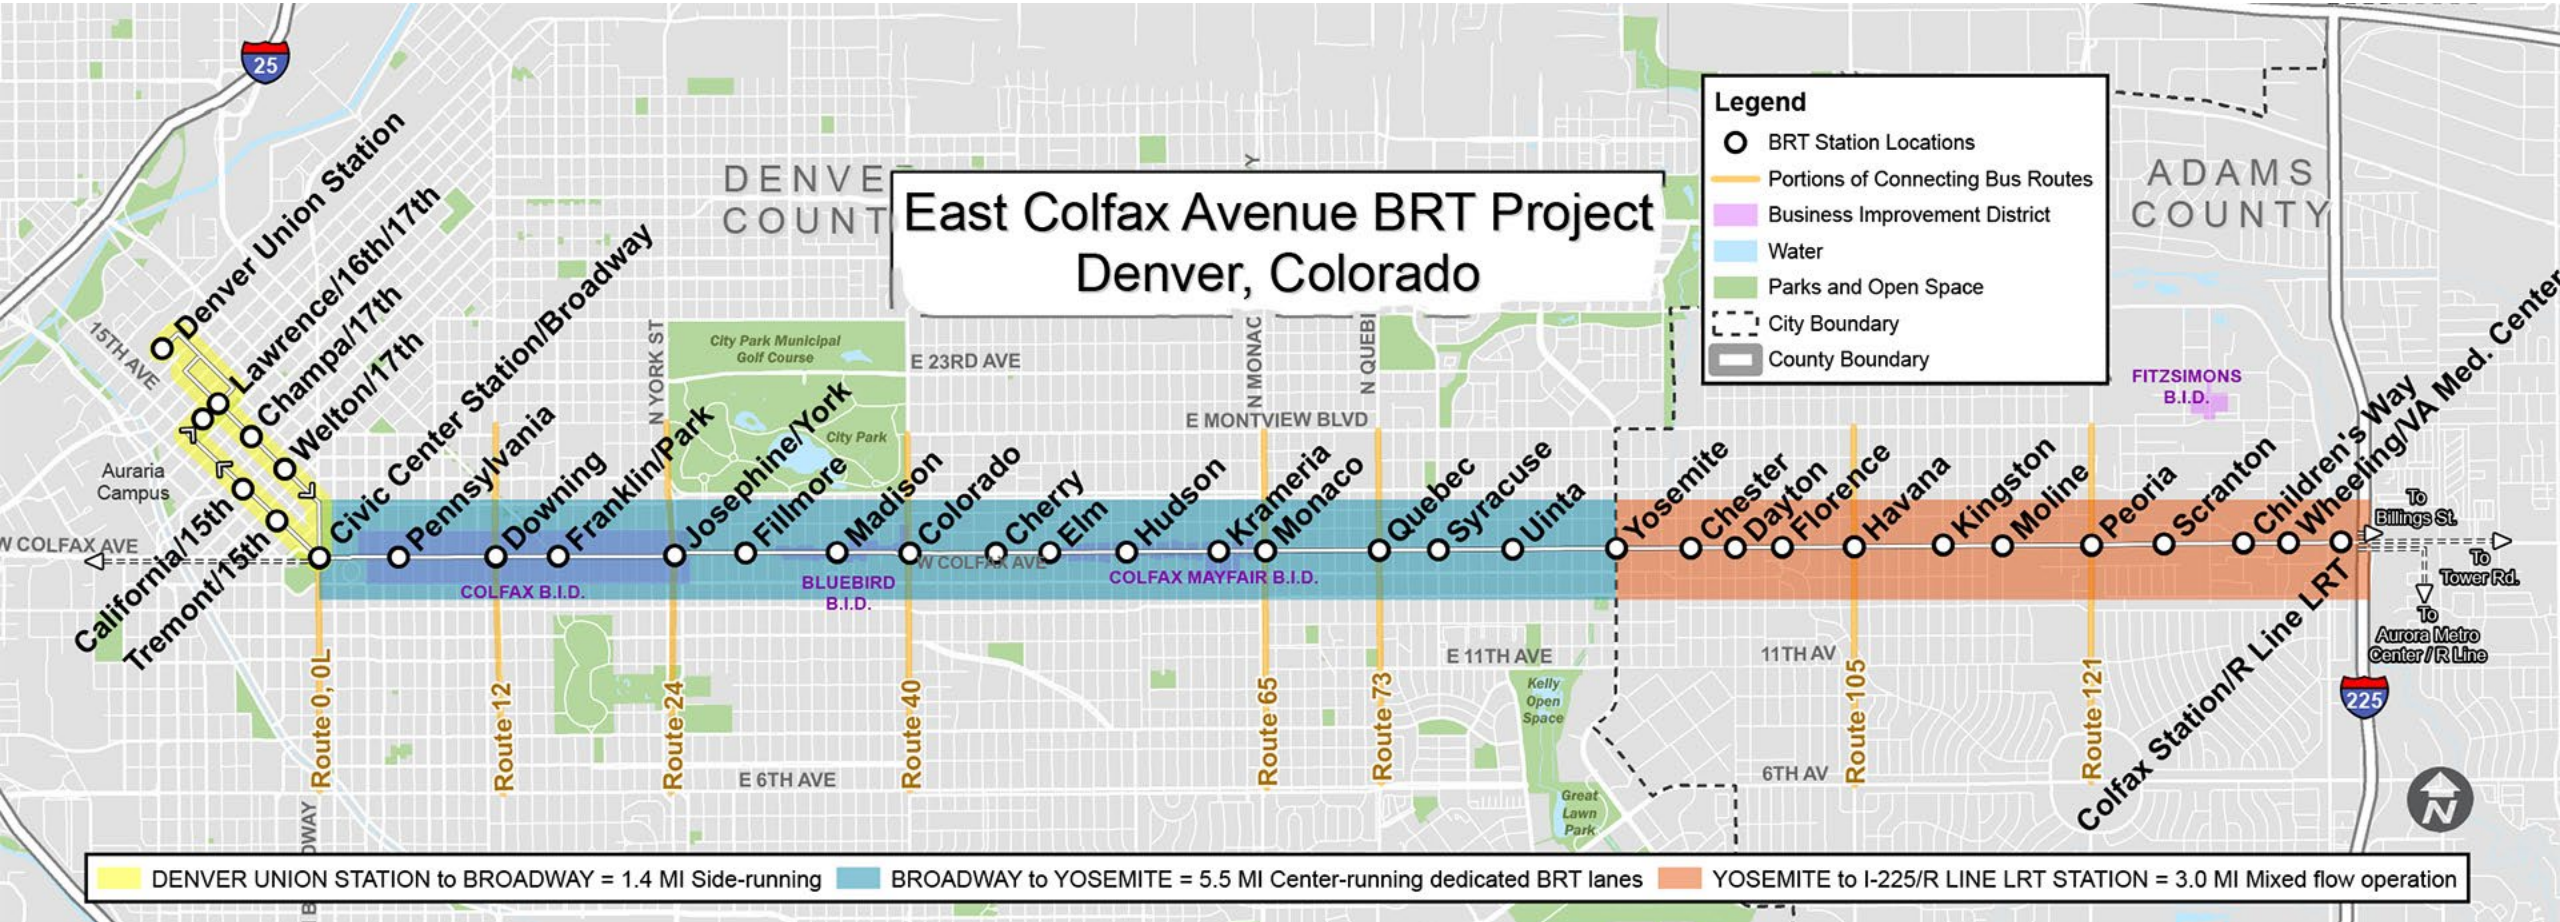 East Colfax Avenue BRT Project
Denver, Colorado
Legend
BRT Station Locations
Portions of Connecting Bus Routes
Business Improvement District
Water
Parks and Open Space
City Boundary
County Boundary
25
DENVE
COUNT
ADAMS
COUNTY
Denver Union Station
Lawrence/16th/17th
Champa/17th
Welton/17th
Civic Center Station/Broadway
Pennsylvania
Downing
Franklin/Park
Josephine/York
Fillmore
Madison
Colorado
Cherry
Elm
Hudson
Krameria
Monaco
Quebec
Syracuse
Uinta
Yosemite
Chester
Dayton
Florence
Havana
Kingston
Moline
Peoria
Scranton
Children's Way
Wheeling/VA Med. Center
Colfax Station/R Line LRT
California/15th
Tremont/15th
15TH AVE
Auraria
Campus
W COLFAX AVE
N YORK ST
City Park Municipal
Golf Course
City Park
E 23RD AVE
N MONAC
Y
N QUEBI
E MONTVIEW BLVD
FITZSIMONS
B.I.D.
COLFAX B.I.D.
BLUEBIRD
B.I.D.
W COLFAX AVE
COLFAX MAYFAIR B.I.D.
To
Billings St.
To
Tower Rd.
To
Aurora Metro
Center / R Line
E 11TH AVE
11TH AV
Kelly
Open
Space
Great
Lawn
Park
E 6TH AVE
6TH AV
Route 0, 0L
Route 12
Route 24
Route 40
Route 65
Route 73
Route 105
Route 121
225
N
B
DWAY
DENVER UNION STATION to BROADWAY = 1.4 MI Side-running
BROADWAY to YOSEMITE = 5.5 MI Center-running dedicated BRT lanes
YOSEMITE to I-225/R LINE LRT STATION = 3.0 MI Mixed flow operation